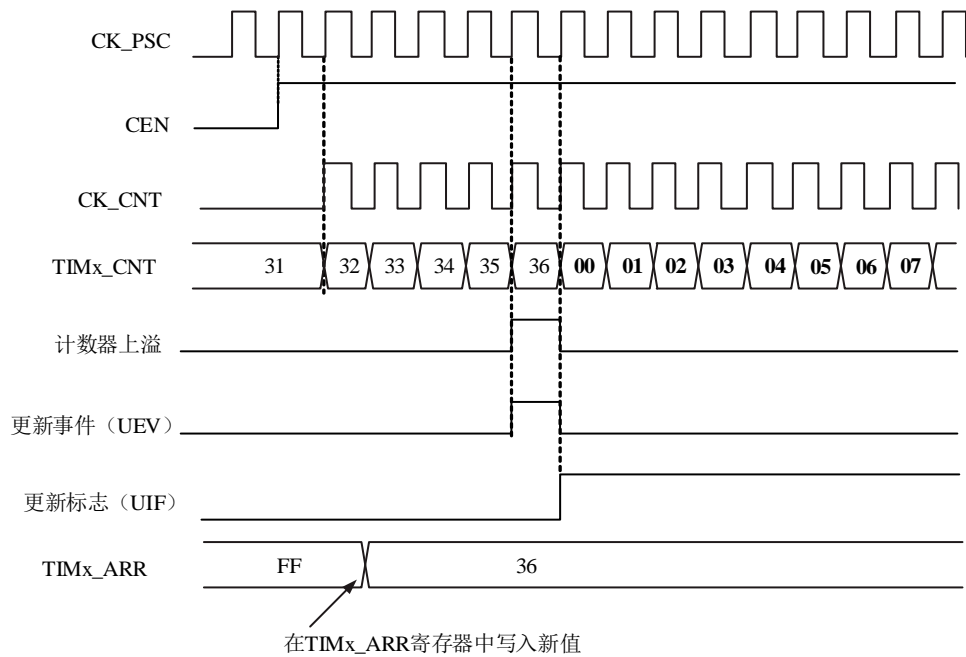 CK_PSC
CEN
CK_CNT
TIMx_CNT 31 32 33 34 35 36 00 01 02 03 04 05 06 07
计数器上溢
更新事件（UEV）
更新标志（UIF）
TIMx_ARR FF 36
在TIMx_ARR寄存器中写入新值